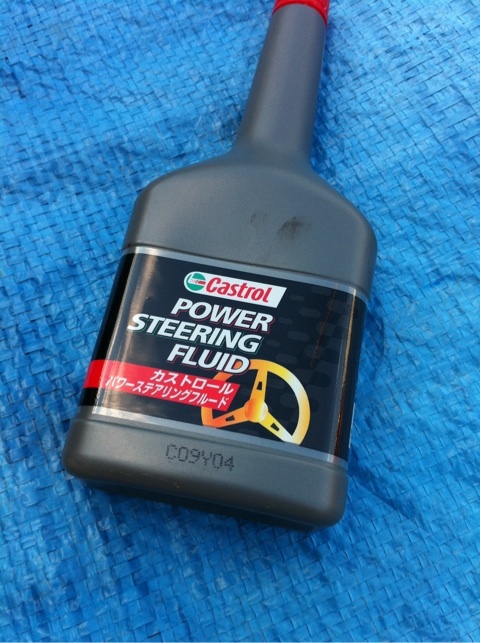 Castrol
POWER
STEERING
FLUID
カストロール
パワーステアリングフルード
C09Y04